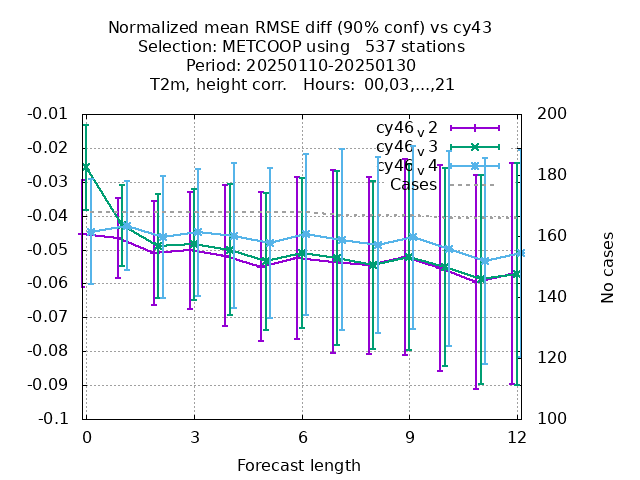 Normalized mean RMSE diff (90% conf) vs cy43
Selection: METCOOP using 537 stations
Period: 20250110-20250130
T2m, height corr. Hours: 00,03,...,21
-0.01 200
cy46_v2
-0.02 cy46_v3
cy46_v4
-0.03 Cases 180
-0.04
160
-0.05
-0.06
140
-0.07
-0.08
120
-0.09
-0.1 100
0 3 6 9 12
Forecast length
No cases